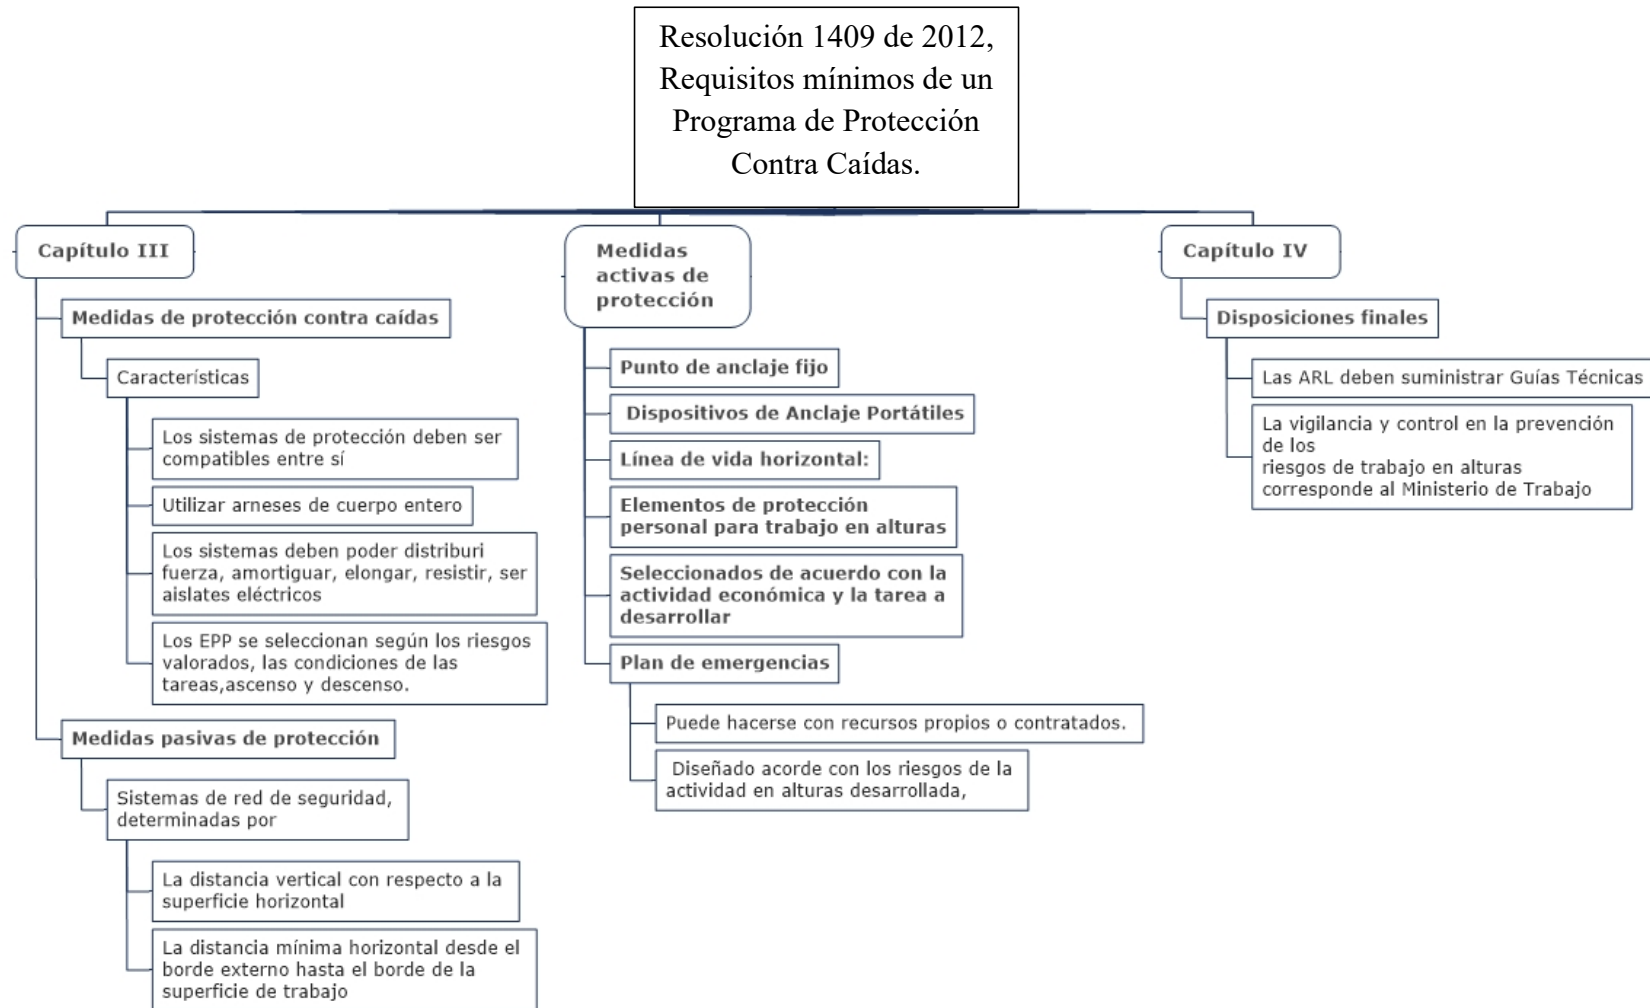 Resolución 1409 de 2012,
Requisitos mínimos de un
Programa de Protección
Contra Caídas.
Capítulo III
Medidas de protección contra caídas
Características
Los sistemas de protección deben ser
compatibles entre sí
Utilizar arneses de cuerpo entero
Los sistemas deben poder distriburi
fuerza, amortiguar, elongar, resistir, ser
aislates eléctricos
Los EPP se seleccionan según los riesgos
valorados, las condiciones de las
tareas,ascenso y descenso.
Medidas pasivas de protección
Sistemas de red de seguridad,
determinadas por
La distancia vertical con respecto a la
superficie horizontal
La distancia mínima horizontal desde el
borde externo hasta el borde de la
superficie de trabajo
Medidas
activas de
protección
Punto de anclaje fijo
Dispositivos de Anclaje Portátiles
Línea de vida horizontal:
Elementos de protección
personal para trabajo en alturas
Seleccionados de acuerdo con la
actividad económica y la tarea a
desarrollar
Plan de emergencias
Puede hacerse con recursos propios o contratados.
Diseñado acorde con los riesgos de la
actividad en alturas desarrollada,
Capítulo IV
Disposiciones finales
Las ARL deben suministrar Guías Técnicas
La vigilancia y control en la prevención
de los
riesgos de trabajo en alturas
corresponde al Ministerio de Trabajo